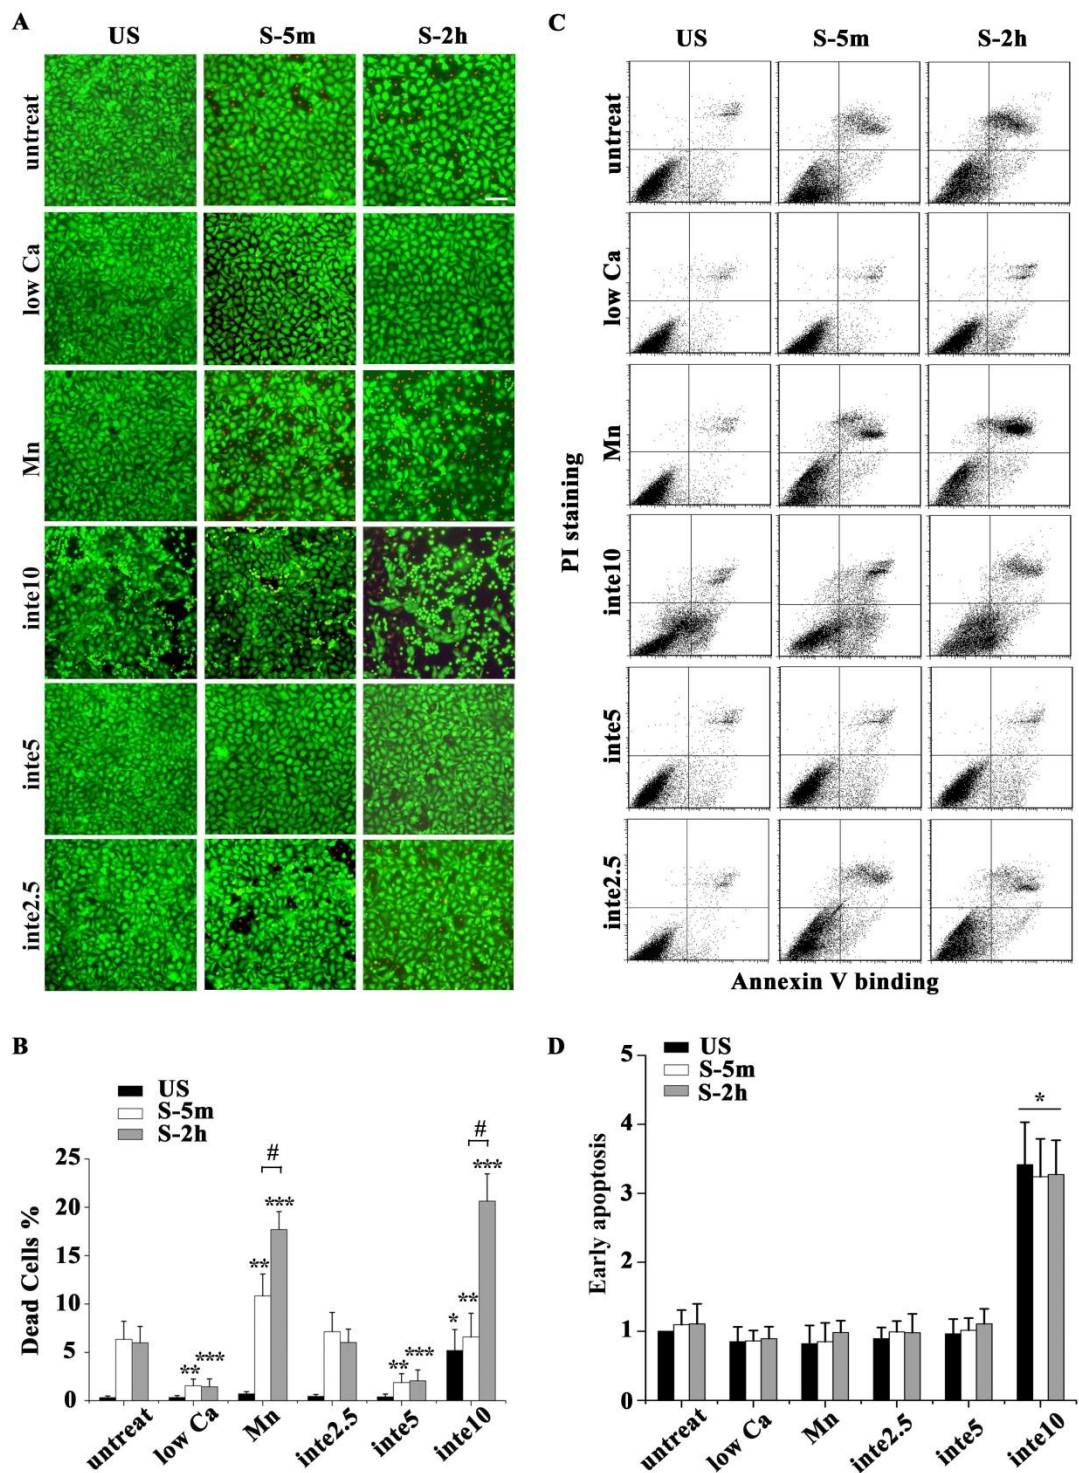 A
US S-5m S-2h
untreat
low Ca
Mn
inte10
inte5
inte2.5
C
US S-5m S-2h
untreat
low Ca
Mn
inte10
inte5
inte2.5
PI staining
Annexin V binding
B
US
S-5m
S-2h
Dead Cells %
25
20
15
10
5
0
** ***
** ***
#
** ***
* ** ***
#
untreat low Ca Mn inte2.5 inte5 inte10
D
US
S-5m
S-2h
Early apoptosis
5
4
3
2
1
0
*
untreat low Ca Mn inte2.5 inte5 inte10